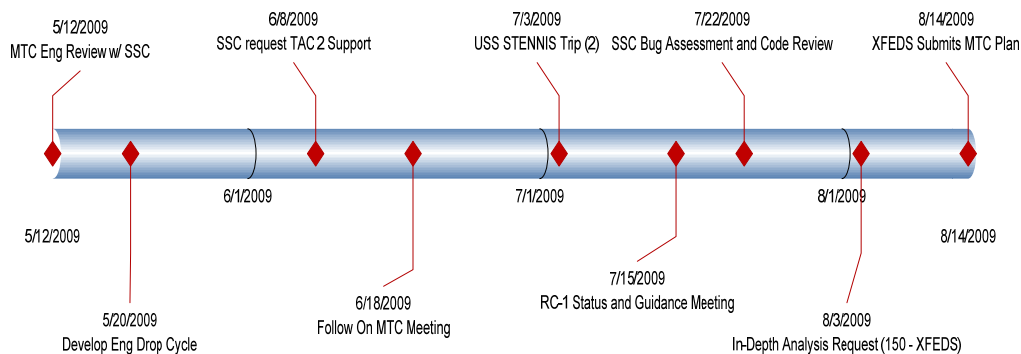 5/12/2009
MTC Eng Review w/ SSC
6/8/2009
SSC request TAC 2 Support
7/3/2009
USS STENNIS Trip (2)
7/22/2009
SSC Bug Assessment and Code Review
8/14/2009
XFEDS Submits MTC Plan
6/1/2009
7/1/2009
8/1/2009
5/12/2009
8/14/2009
5/20/2009
Develop Eng Drop Cycle
6/18/2009
Follow On MTC Meeting
7/15/2009
RC-1 Status and Guidance Meeting
8/3/2009
In-Depth Analysis Request (150 - XFEDS)